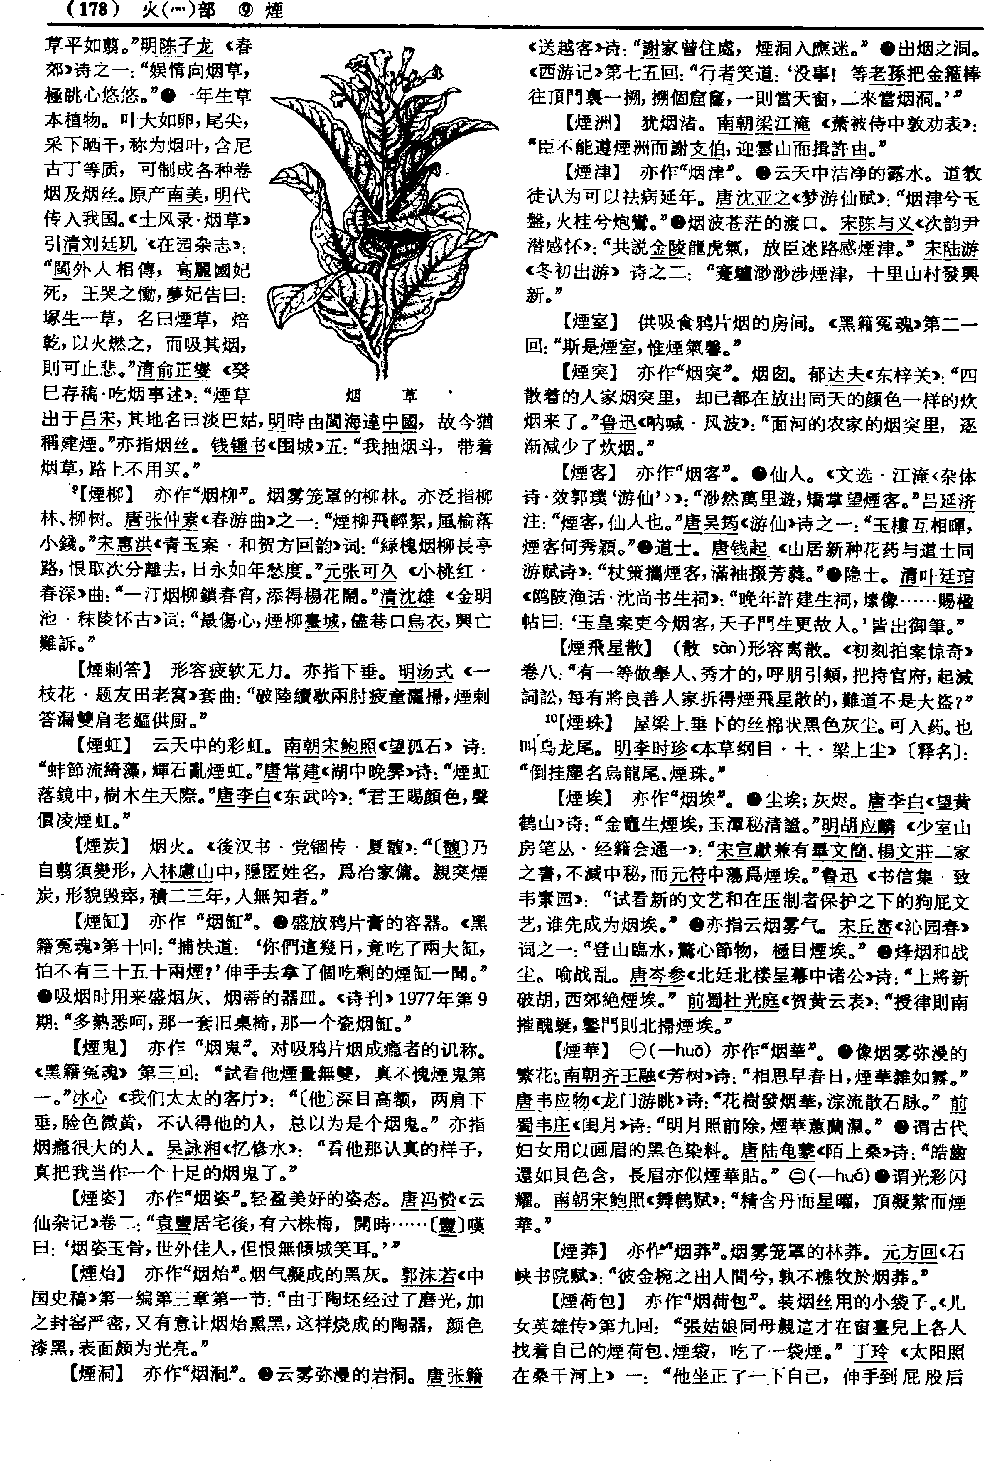 (178) 火(灬)部 ⑨ 煙
草平如翦。”明陈子龙《春
郊》诗之一：“娱情向烟草，
極眺心悠悠。”●一年生草
本植物。叶大如卵，尾尖，
采下晒干，称为烟叶，含尼
古丁等质，可制成各种卷
烟及烟丝。原产南美，明代
传入我国。《土风录·烟草》
引清刘廷玑《在园杂志》：
“閩外人相傳，高麗國妃
死，王哭之慟，夢妃告曰：
塚生一草，名曰煙草，焙
乾，以火燃之，而吸其烟，
則可止悲。”清俞正燮《癸
巳存稿·吃烟事述》：“煙草
烟 草
出于吕宋，其地名曰淡巴姑，明時由閩海達中國，故今猶
稱建煙。”亦指烟丝。钱锺书《围城》五：“我抽烟斗，带着
烟草，路上不用买。”
⁹【煙柳】 亦作“烟柳”。烟雾笼罩的柳林。亦泛指柳
林、柳树。唐张仲素《春游曲》之一：“煙柳飛輕絮，風榆落
小錢。”宋惠洪《青玉案·和贺方回韵》词：“緑槐烟柳長亭
路，恨取次分離去，日永如年愁度。”元张可久《小桃红·
春深》曲：“一汀烟柳鎖春宵，添得楊花鬧。”清沈雄《金明
池·秣陵怀古》词：“最傷心，煙柳臺城，儘巷口烏衣，興亡
難訴。”
【煙剌答】 形容疲软无力。亦指下垂。明汤式《一
枝花·题友田老窝》套曲：“破陸續歇兩肘疲童灑掃，煙剌
答漏雙肩老嫗供厨。”
【煙虹】 云天中的彩虹。南朝宋鲍照《望孤石》诗：
“蚌節流綺藻，輝石亂煙虹。”唐常建《湖中晚霁》诗：“煙虹
落鏡中，樹木生天際。”唐李白《东武吟》：“君王賜顔色，聲
價凌煙虹。”
【煙炭】 烟火。《後汉书·党锢传·夏馥》：“〔馥〕乃
自翦須變形，入林慮山中，隱匿姓名，爲冶家傭。親突煙
炭，形貌毁瘁，積二三年，人無知者。”
【煙缸】 亦作“烟缸”。●盛放鸦片膏的容器。《黑
籍冤魂》第十回：“捕快道：‘你們這幾日，竟吃了兩大缸，
怕不有三十五十兩煙？’伸手去拿了個吃剩的煙缸一聞。”
●吸烟时用来盛烟灰、烟蒂的器皿。《诗刊》1977年第9
期：“多熟悉呵，那一套旧桌椅，那一个瓷烟缸。”
【煙鬼】 亦作“烟鬼”。对吸鸦片烟成瘾者的讥称。
《黑籍冤魂》第三回：“試看他煙量無雙，真不愧煙鬼第
一。”冰心《我们太太的客厅》：“〔他〕深目高颧，两肩下
垂，脸色微黄，不认得他的人，总以为是个烟鬼。”亦指
烟瘾很大的人。吴詠湘《忆修水》：“看他那认真的样子，
真把我当作一个十足的烟鬼了。”
【煙姿】 亦作“烟姿”。轻盈美好的姿态。唐冯贽《云
仙杂记》卷二：“袁豐居宅後，有六株梅，開時……〔豐〕嘆
曰：‘烟姿玉骨，世外佳人，但恨無傾城笑耳。’”
【煙炲】 亦作“烟炲”。烟气凝成的黑灰。郭沫若《中
国史稿》第一编第三章第一节：“由于陶坯经过了磨光，加
之封窑严密，又有意让烟炲熏黑，这样烧成的陶器，颜色
漆黑，表面颇为光亮。”
【煙洞】 亦作“烟洞”。●云雾弥漫的岩洞。唐张籍
《送越客》诗：“謝家曾住處，煙洞入應迷。”●出烟之洞。
《西游记》第七五回：“行者笑道：‘没事！等老孫把金箍棒
往頂門裏一搠，搠個窟窿，一則當天窗，二來當烟洞。’”
【煙洲】 犹烟渚。南朝梁江淹《萧被侍中敦劝表》：
“臣不能遵煙洲而謝支伯，迎雲山而揖許由。”
【煙津】 亦作“烟津”。●云天中洁净的露水。道教
徒认为可以祛病延年。唐沈亚之《梦游仙赋》：“烟津兮玉
盤，火桂兮炮鸞。”●烟波苍茫的渡口。宋陈与义《次韵尹
潜感怀》：“共説金陵龍虎氣，放臣迷路感煙津。”宋陆游
《冬初出游》诗之二：“蹇驢渺渺涉煙津，十里山村發興
新。”
【煙室】 供吸食鸦片烟的房间。《黑籍冤魂》第二一
回：“斯是煙室，惟煙氣馨。”
【煙突】 亦作“烟突”。烟囱。郁达夫《东梓关》：“四
散着的人家烟突里，却已都在放出同天的颜色一样的炊
烟来了。”鲁迅《呐喊·风波》：“面河的农家的烟突里，逐
渐减少了炊烟。”
【煙客】 亦作“烟客”。●仙人。《文选·江淹〈杂体
诗·效郭璞‘游仙’〉》：“渺然萬里遊，矯掌望煙客。”吕延济
注：“煙客，仙人也。”唐吴筠《游仙》诗之一：“玉樓互相暉，
煙客何秀穎。”●道士。唐钱起《山居新种花药与道士同
游赋诗》：“杖策攜煙客，滿袖掇芳蕤。”●隐士。清叶廷琯
《鸥陂渔话·沈尚书生祠》：“晚年許建生祠，塐像……賜楹
帖曰：‘玉皇案吏今烟客，天子門生更故人。’皆出御筆。”
【煙飛星散】 (散 sàn)形容离散。《初刻拍案惊奇》
卷八：“有一等做舉人、秀才的，呼朋引類，把持官府，起滅
詞訟，每有將良善人家拆得煙飛星散的，難道不是大盜？”
¹⁰【煙珠】 屋梁上垂下的丝棉状黑色灰尘。可入药。也
叫乌龙尾。明李时珍《本草纲目·土·梁上尘》〔释名〕：
“倒挂塵名烏龍尾、煙珠。”
【煙埃】 亦作“烟埃”。●尘埃；灰烬。唐李白《望黄
鹤山》诗：“金竈生煙埃，玉潭秘清謐。”明胡应麟《少室山
房笔丛·经籍会通一》：“宋宣獻兼有畢文簡、楊文莊二家
之書，不減中秘，而元符中蕩爲煙埃。”鲁迅《书信集·致
韦素园》：“试看新的文艺和在压制者保护之下的狗屁文
艺，谁先成为烟埃。”●亦指云烟雾气。宋丘崈《沁园春》
词之一：“登山臨水，驚心節物，極目煙埃。”●烽烟和战
尘。喻战乱。唐岑参《北廷北楼呈幕中诸公》诗：“上將新
破胡，西郊絶煙埃。”前蜀杜光庭《贺黄云表》：“授律則南
摧醜蜒，鑿門則北掃煙埃。”
【煙華】 ㊀(—huā) 亦作“烟華”。●像烟雾弥漫的
繁花。南朝齐王融《芳树》诗：“相思早春日，煙華雜如霧。”
唐韦应物《龙门游眺》诗：“花樹發烟華，淙流散石脉。”前
蜀韦庄《闺月》诗：“明月照前除，煙華蕙蘭濕。”●谓古代
妇女用以画眉的黑色染料。唐陆龟蒙《陌上桑》诗：“皓齒
還如貝色含，長眉亦似煙華貼。”㊁(—huá)●谓光彩闪
耀。南朝宋鲍照《舞鹤赋》：“精含丹而星曜，頂凝紫而煙
華。”
【煙莽】 亦作“烟莽”。烟雾笼罩的林莽。元方回《石
峡书院赋》：“彼金椀之出人間兮，孰不樵牧於烟莽。”
【煙荷包】 亦作“烟荷包”。装烟丝用的小袋子。《儿
女英雄传》第九回：“張姑娘同母親這才在窗臺兒上各人
找着自己的煙荷包、煙袋，吃了一袋煙。”丁玲《太阳照
在桑干河上》一：“他坐正了一下自己，伸手到屁股后